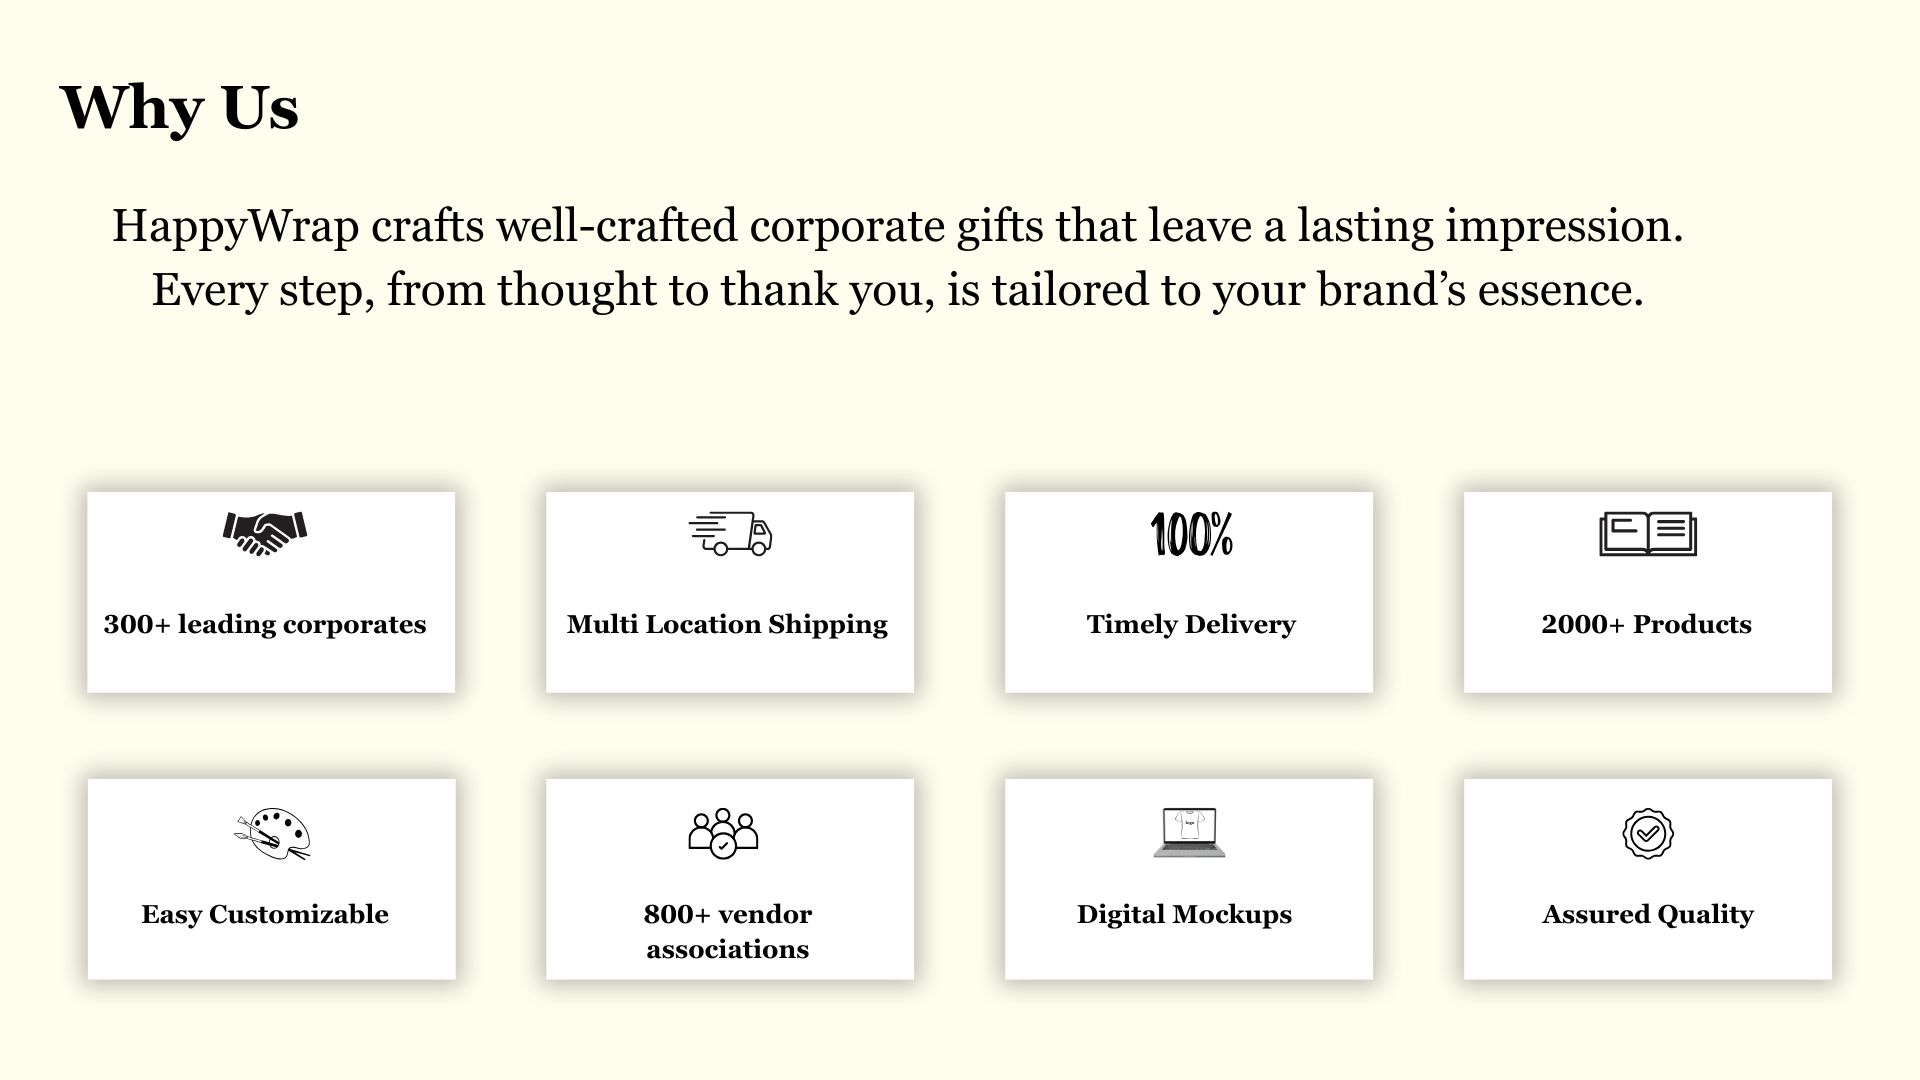 Why Us
HappyWrap crafts well-crafted corporate gifts that leave a lasting impression.
Every step, from thought to thank you, is tailored to your brand’s essence.
100%
300+ leading corporates
Multi Location Shipping
Timely Delivery
2000+ Products
logo
Easy Customizable
800+ vendor
associations
Digital Mockups
Assured Quality